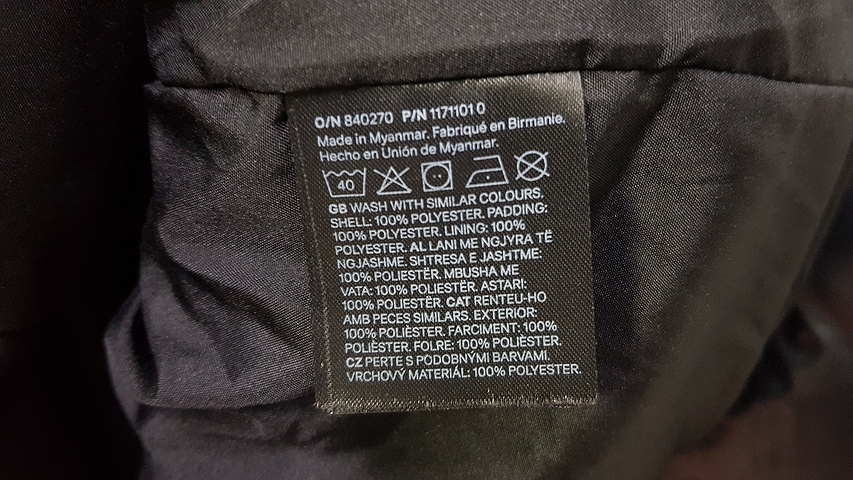 O/N 840270 P/N 1171101 0
Made in Myanmar. Fabriqué en Birmanie.
Hecho en Unión de Myanmar.
40
GB WASH WITH SIMILAR COLOURS.
SHELL: 100% POLYESTER. PADDING:
100% POLYESTER. LINING: 100%
POLYESTER. AL LANI ME NGJYRA TË
NGJASHME. SHTRESA E JASHTME:
100% POLIESTËR. MBUSHA ME
VATA: 100% POLIESTËR. ASTARI:
100% POLIESTËR. CAT RENTEU-HO
AMB PECES SIMILARS. EXTERIOR:
100% POLIÈSTER. FARCIMENT: 100%
POLIÈSTER. FOLRE: 100% POLIÈSTER.
CZ PERTE S PODOBNÝMI BARVAMI.
VRCHOVÝ MATERIÁL: 100% POLYESTER.